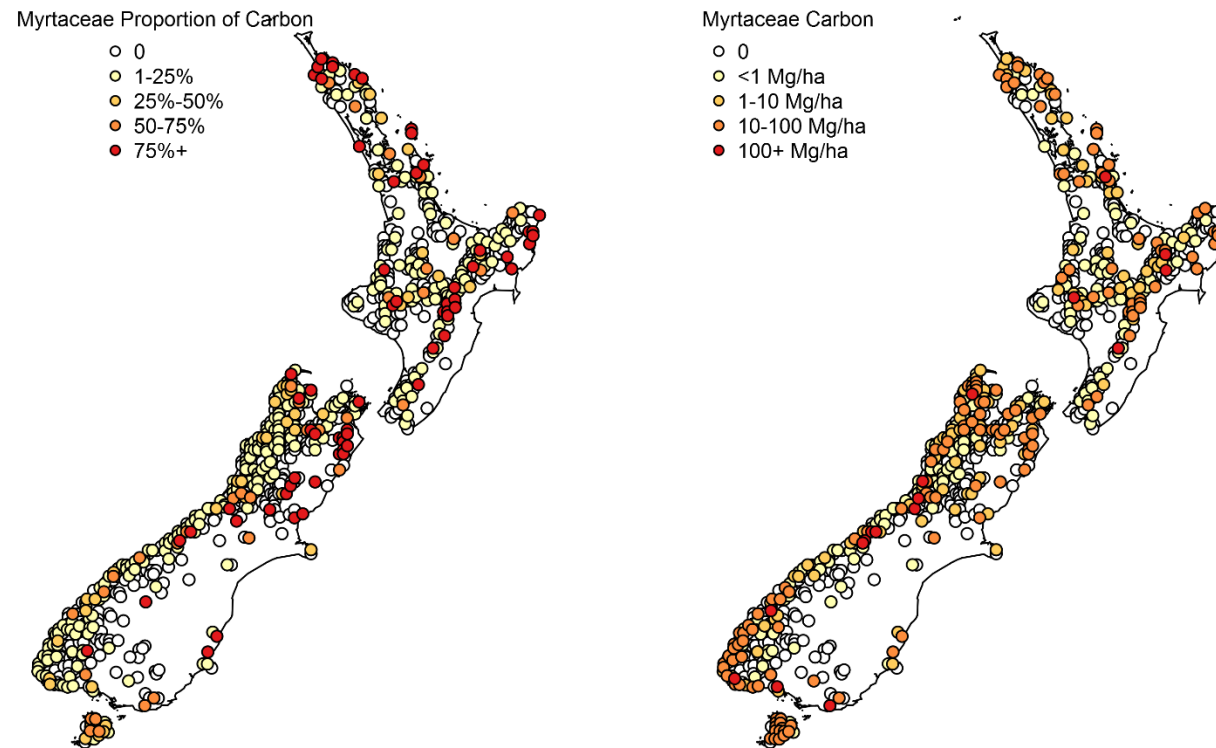 Myrtaceae Proportion of Carbon
0
1-25%
25%-50%
50-75%
75%+
Myrtaceae Carbon
0
<1 Mg/ha
1-10 Mg/ha
10-100 Mg/ha
100+ Mg/ha